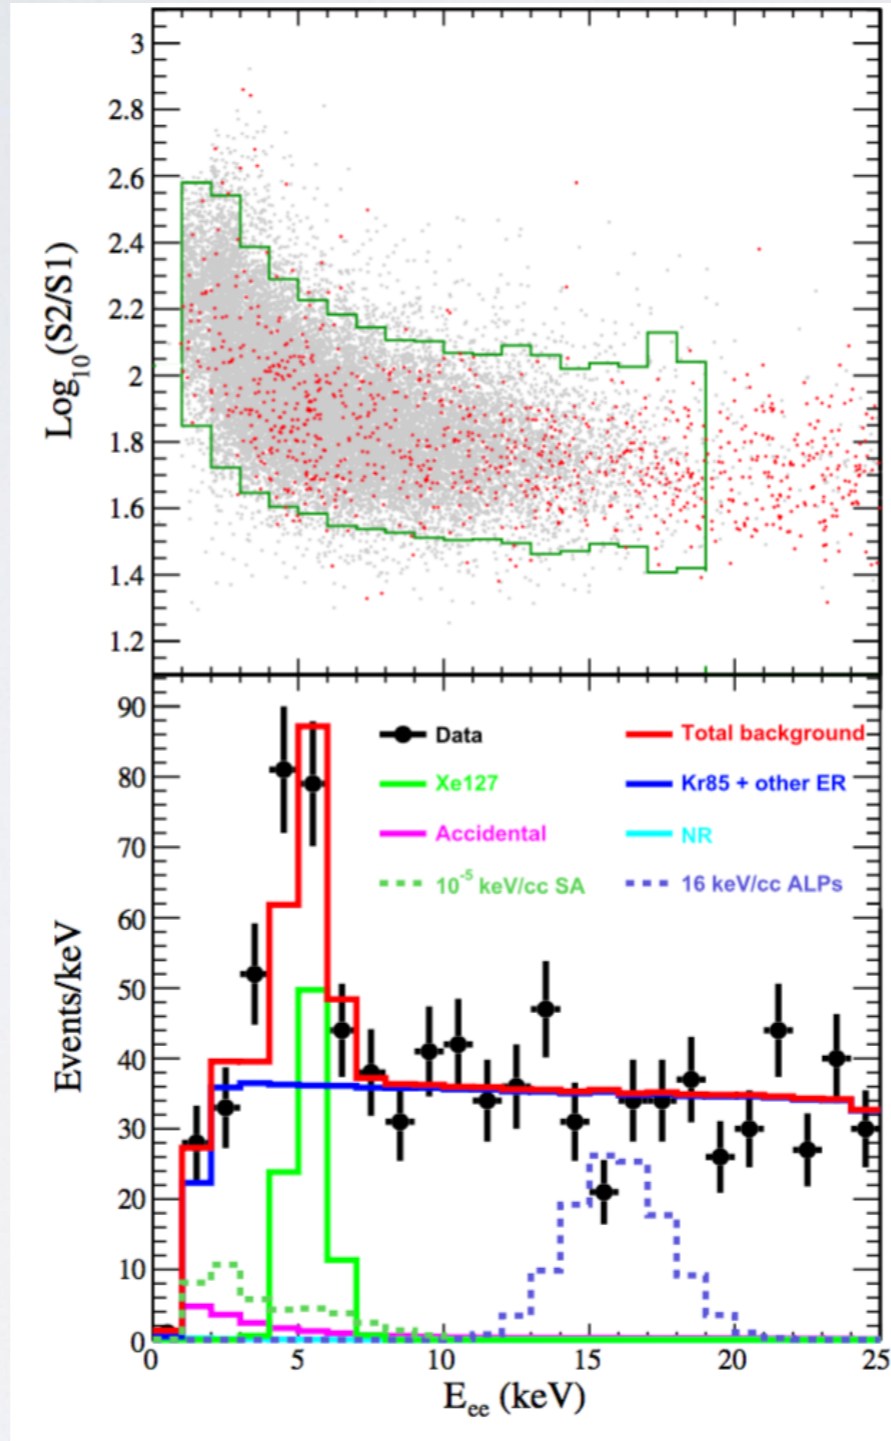 3
2.8
2.6
2.4
2.2
2
1.8
1.6
1.4
1.2
Log10(S2/S1)
90
80
70
60
50
40
30
20
10
0
Events/keV
Data
Total background
Xe127
Kr85 + other ER
Accidental
NR
10-5 keV/cc SA
16 keV/cc ALPs
0 5 10 15 20 25
Eee (keV)